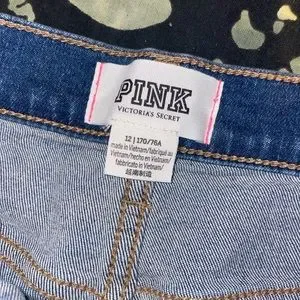 PINK
VICTORIA'S SECRET
12 | 170/76A
made in Vietnam/fabriqué au
Vietnam/hecho en Vietnam/
fabbricato in Vietnam/
越南制造